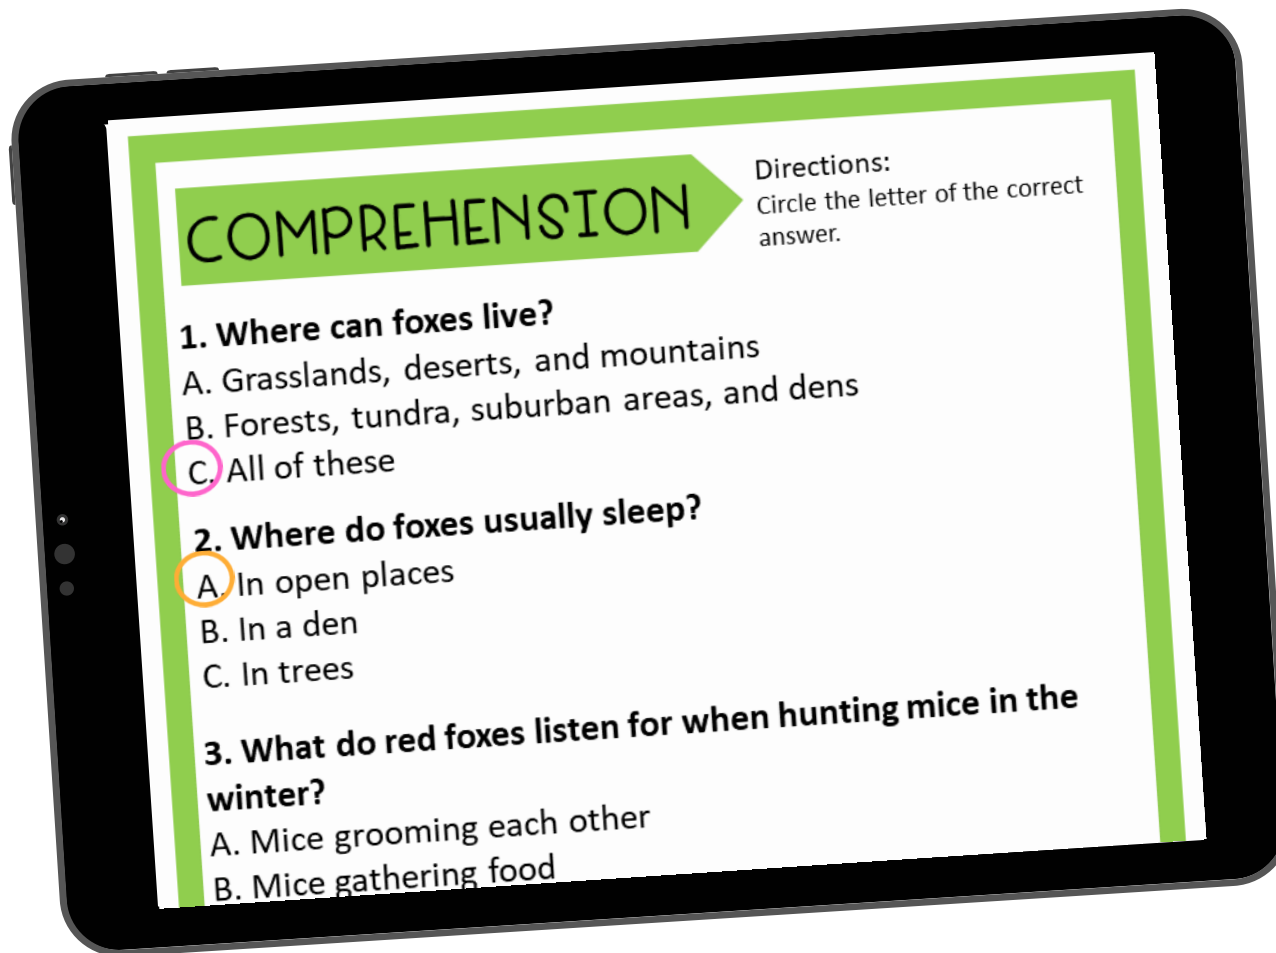 COMPREHENSION
Directions:
Circle the letter of the correct
answer.
1. Where can foxes live?
A. Grasslands, deserts, and mountains
B. Forests, tundra, suburban areas, and dens
C. All of these
2. Where do foxes usually sleep?
A. In open places
B. In a den
C. In trees
3. What do red foxes listen for when hunting mice in the
winter?
A. Mice grooming each other
B. Mice gathering food